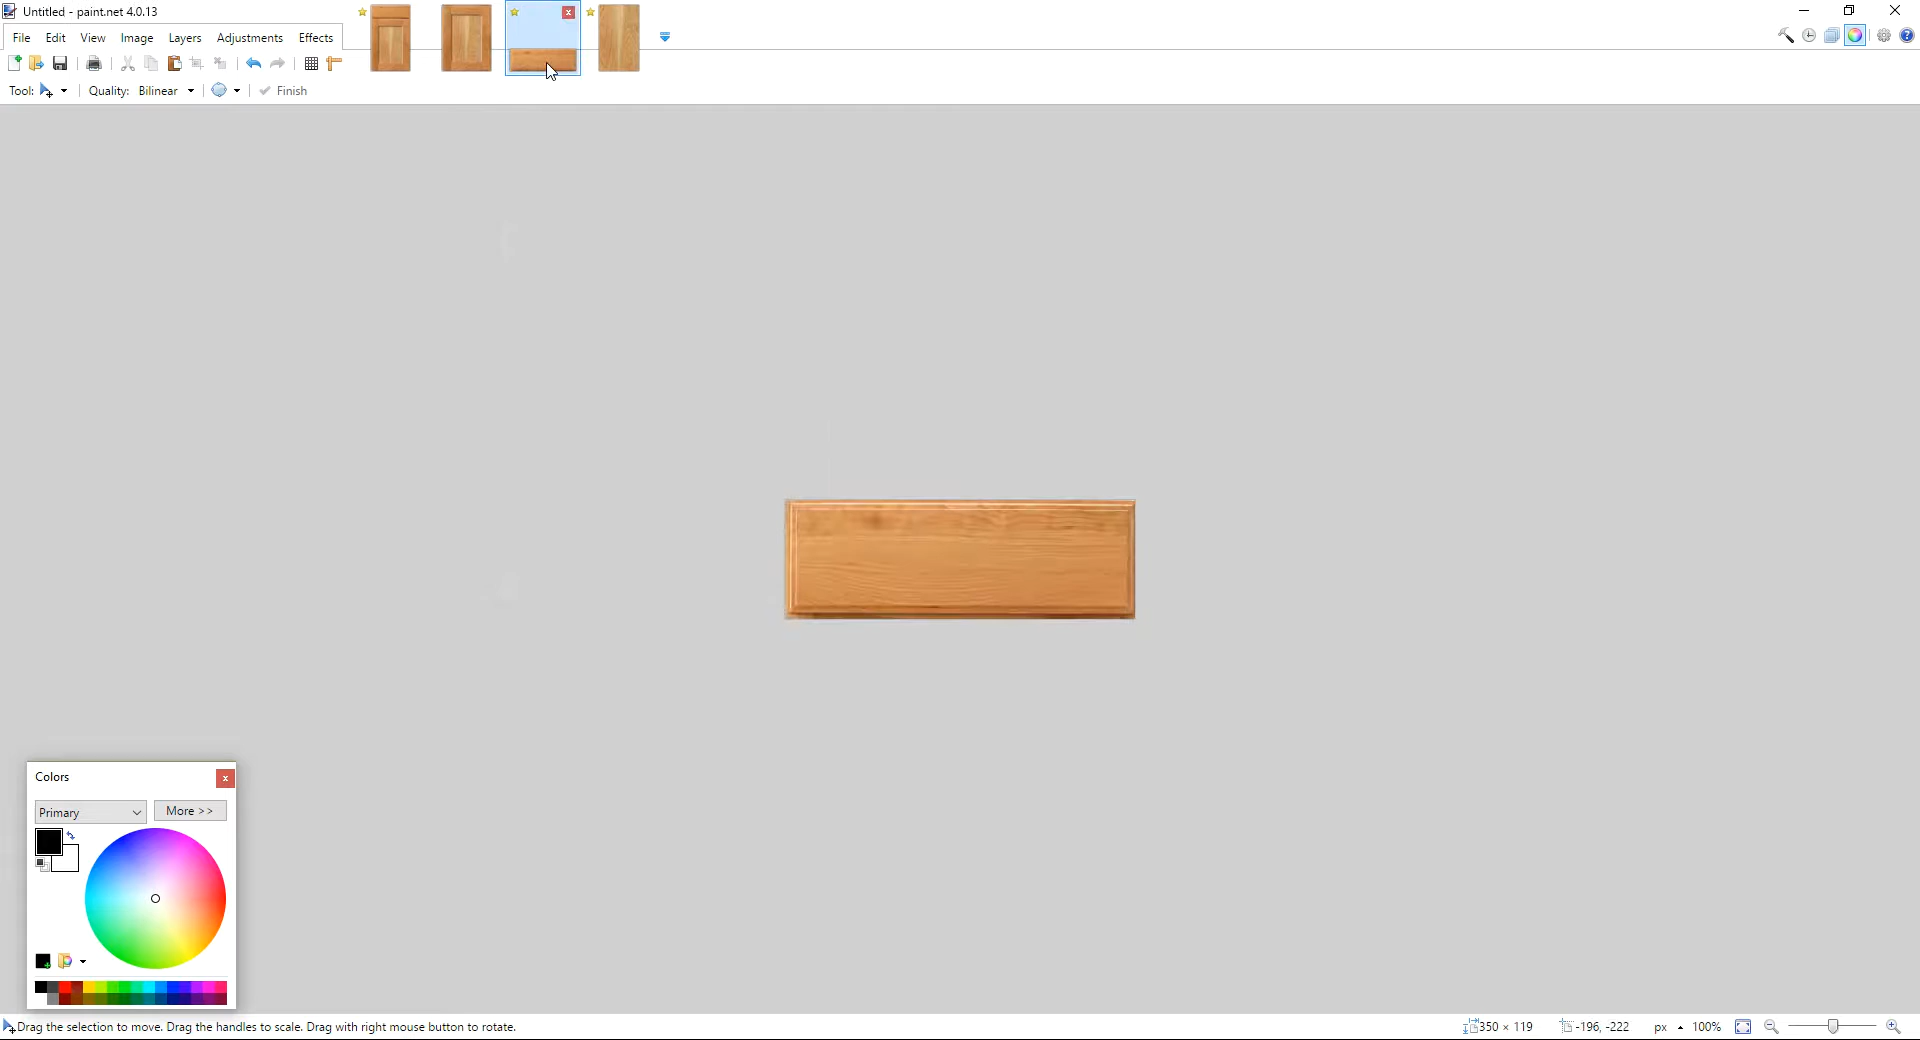 Untitled - paint.net 4.0.13
File Edit View Image Layers Adjustments Effects
Tool: Quality: Bilinear Finish
Colors
Primary More >>
Drag the selection to move. Drag the handles to scale. Drag with right mouse button to rotate.
350 × 119 -196, -222 px 100%